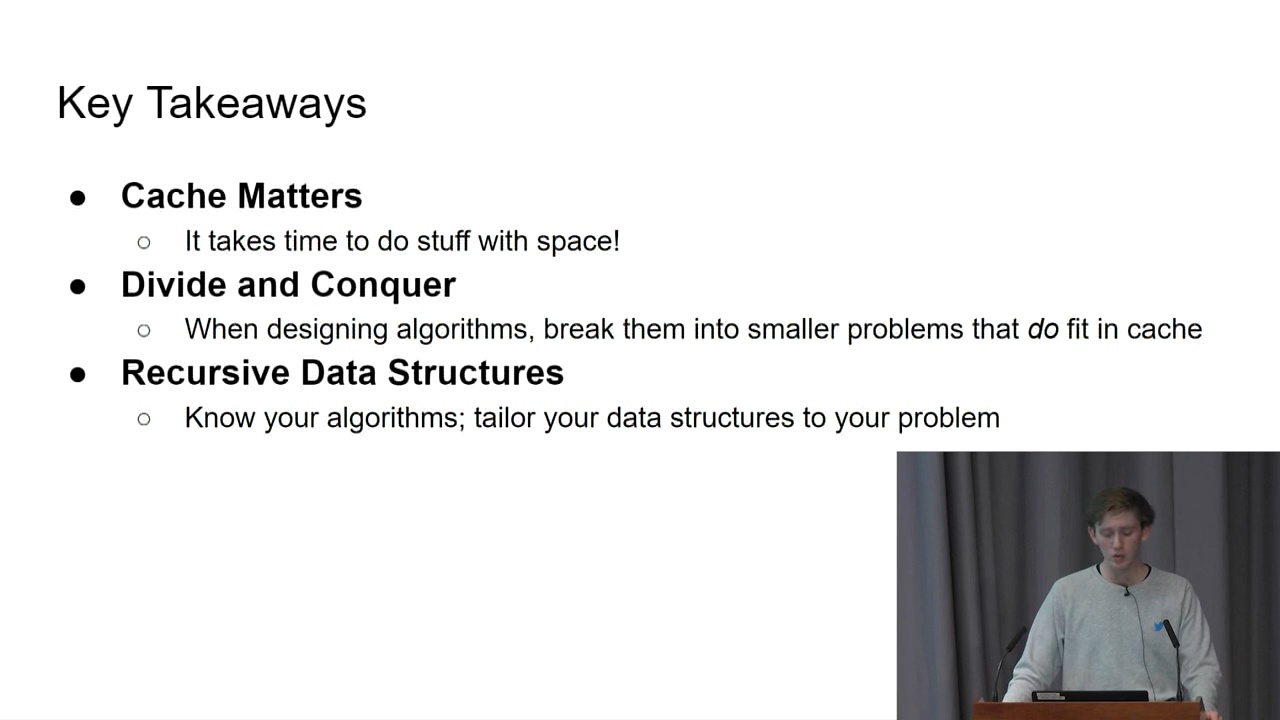 Key Takeaways
● Cache Matters
○ It takes time to do stuff with space!
● Divide and Conquer
○ When designing algorithms, break them into smaller problems that do fit in cache
● Recursive Data Structures
○ Know your algorithms; tailor your data structures to your problem